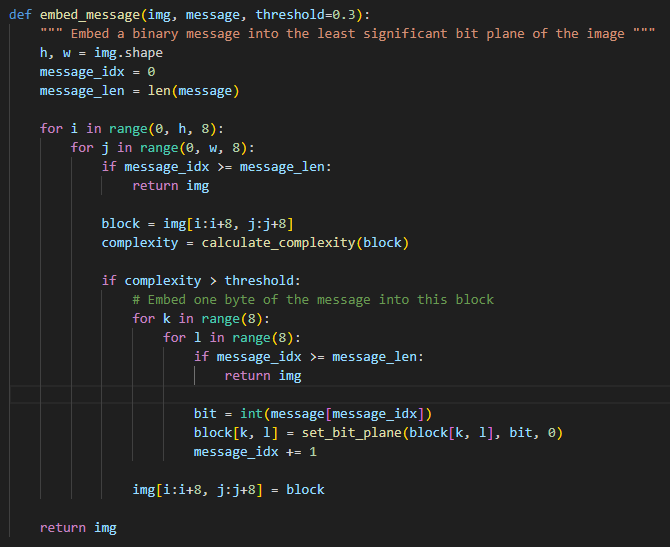 def embed_message(img, message, threshold=0.3):
    """ Embed a binary message into the least significant bit plane of the image """
    h, w = img.shape
    message_idx = 0
    message_len = len(message)

    for i in range(0, h, 8):
        for j in range(0, w, 8):
            if message_idx >= message_len:
                return img

            block = img[i:i+8, j:j+8]
            complexity = calculate_complexity(block)

            if complexity > threshold:
                # Embed one byte of the message into this block
                for k in range(8):
                    for l in range(8):
                        if message_idx >= message_len:
                            return img

                        bit = int(message[message_idx])
                        block[k, l] = set_bit_plane(block[k, l], bit, 0)
                        message_idx += 1

                img[i:i+8, j:j+8] = block

    return img